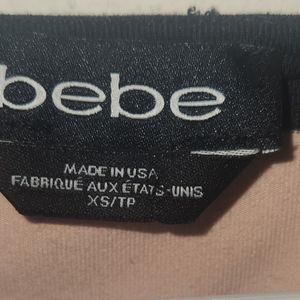 bebe
MADE IN USA
FABRIQUÉ AUX ÉTATS-UNIS
XS/TP